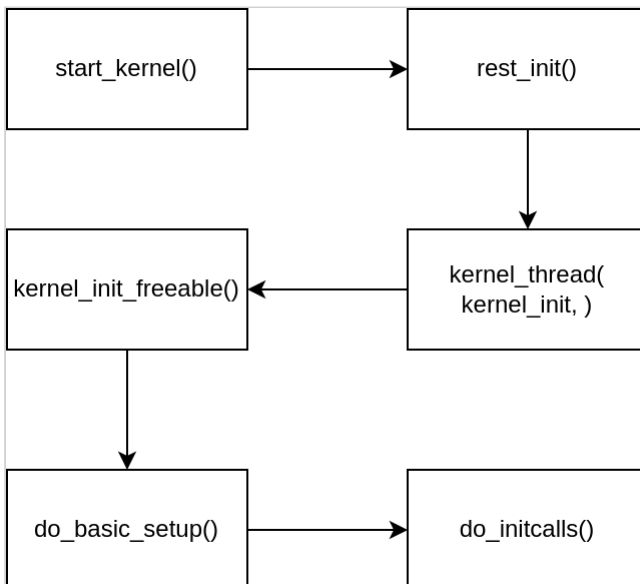 start_kernel()
rest_init()
kernel_init_freeable()
kernel_thread(
kernel_init, )
do_basic_setup()
do_initcalls()